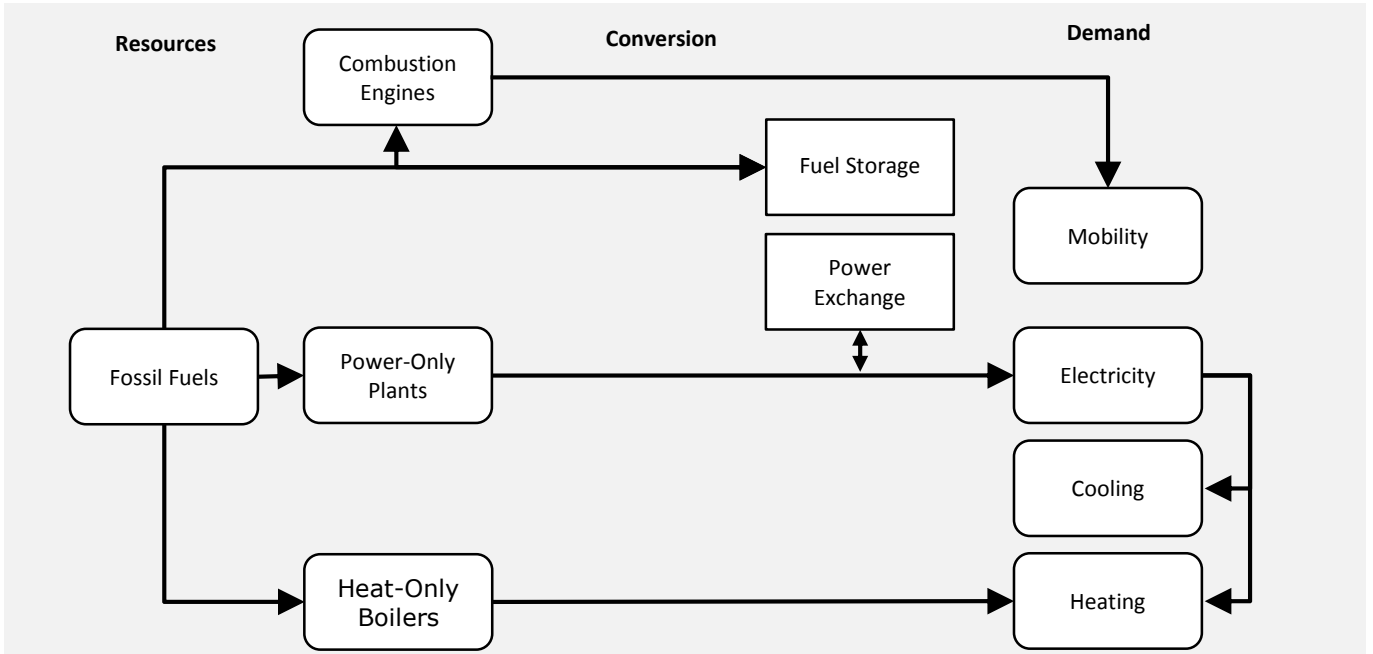 Resources
Conversion
Demand
Combustion
Engines
Fuel Storage
Mobility
Power
Exchange
Fossil Fuels
Power-Only
Plants
Electricity
Cooling
Heat-Only
Boilers
Heating